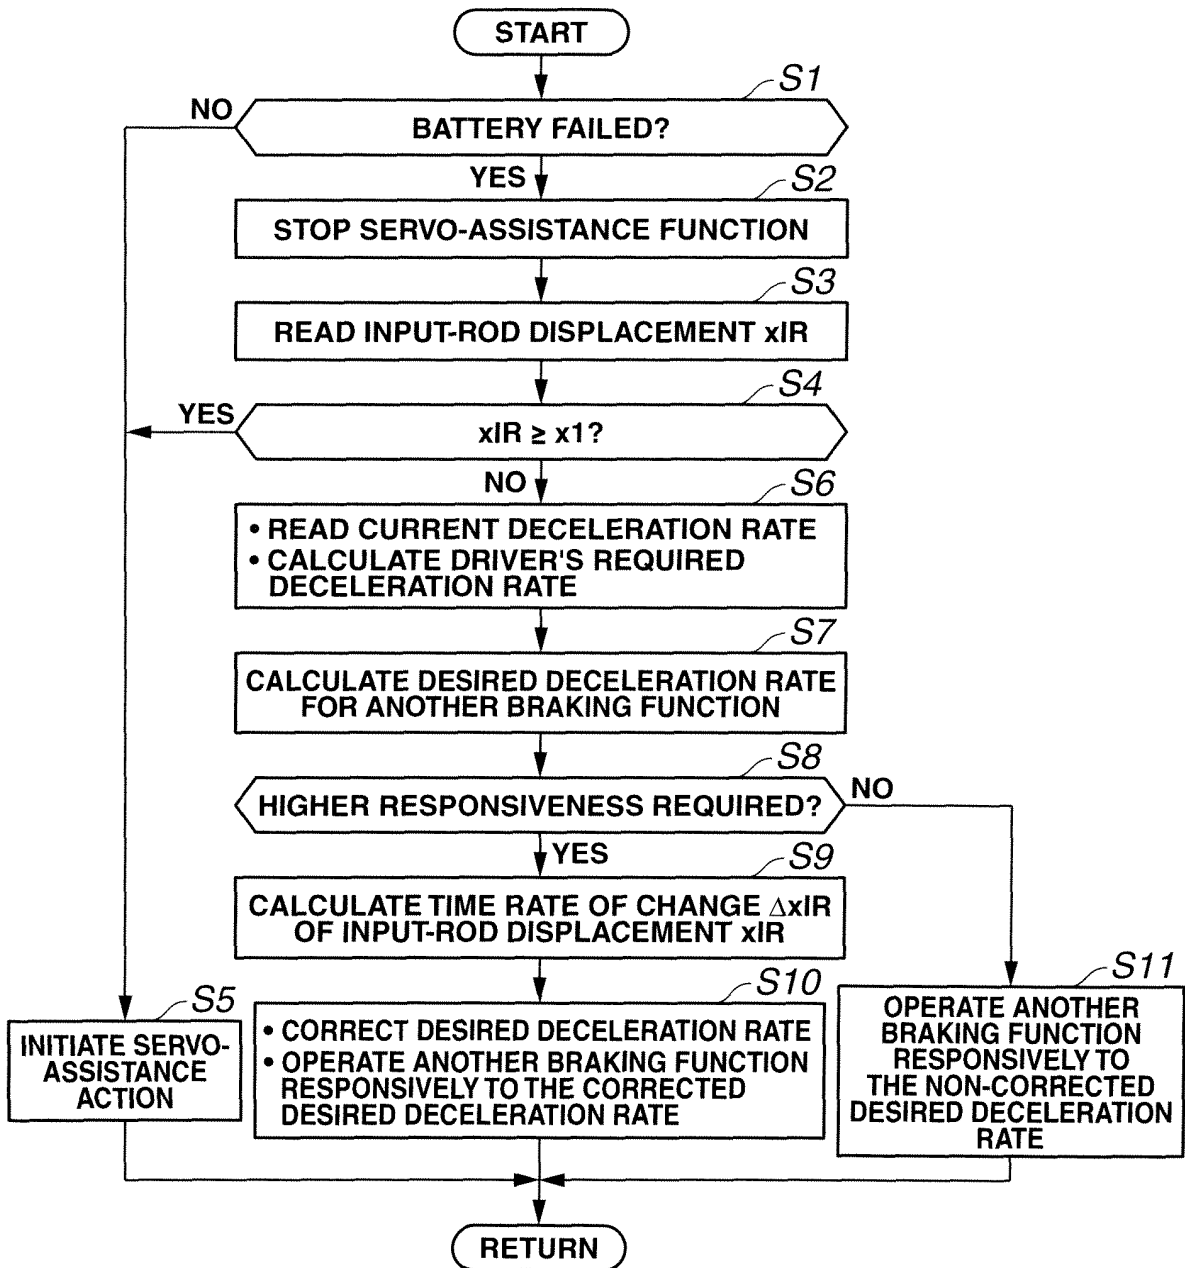 START
S1
NO
BATTERY FAILED?
YES
S2
STOP SERVO-ASSISTANCE FUNCTION
S3
READ INPUT-ROD DISPLACEMENT xIR
S4
YES
xIR ≥ x1?
NO
S6
• READ CURRENT DECELERATION RATE
• CALCULATE DRIVER'S REQUIRED
DECELERATION RATE
S7
CALCULATE DESIRED DECELERATION RATE
FOR ANOTHER BRAKING FUNCTION
S8
HIGHER RESPONSIVENESS REQUIRED?
NO
YES
S9
CALCULATE TIME RATE OF CHANGE ΔxIR
OF INPUT-ROD DISPLACEMENT xIR
S5
INITIATE SERVO-
ASSISTANCE
ACTION
S10
• CORRECT DESIRED DECELERATION RATE
• OPERATE ANOTHER BRAKING FUNCTION
RESPONSIVELY TO THE CORRECTED
DESIRED DECELERATION RATE
S11
OPERATE ANOTHER
BRAKING FUNCTION
RESPONSIVELY TO
THE NON-CORRECTED
DESIRED DECELERATION
RATE
RETURN